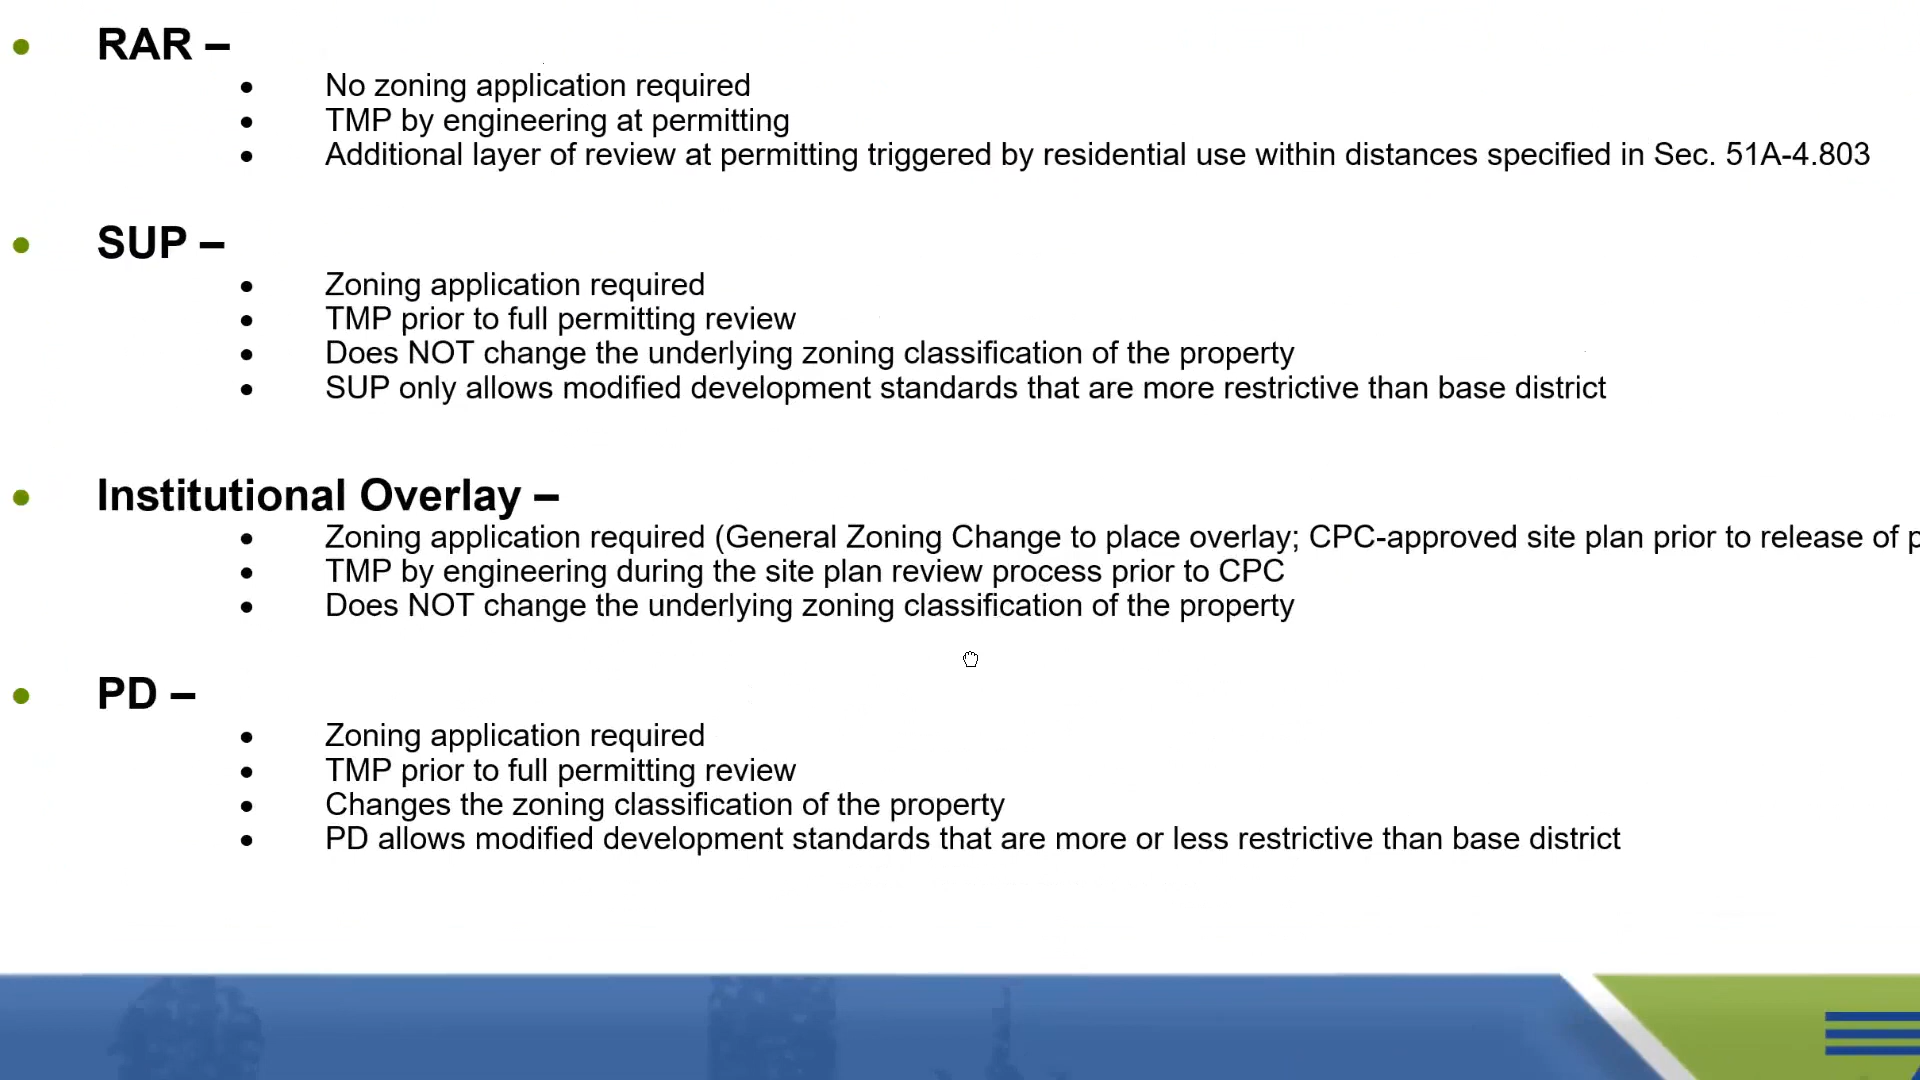 • RAR –
• No zoning application required
• TMP by engineering at permitting
• Additional layer of review at permitting triggered by residential use within distances specified in Sec. 51A-4.803
• SUP –
• Zoning application required
• TMP prior to full permitting review
• Does NOT change the underlying zoning classification of the property
• SUP only allows modified development standards that are more restrictive than base district
• Institutional Overlay –
• Zoning application required (General Zoning Change to place overlay; CPC-approved site plan prior to release of
• TMP by engineering during the site plan review process prior to CPC
• Does NOT change the underlying zoning classification of the property
• PD –
• Zoning application required
• TMP prior to full permitting review
• Changes the zoning classification of the property
• PD allows modified development standards that are more or less restrictive than base district